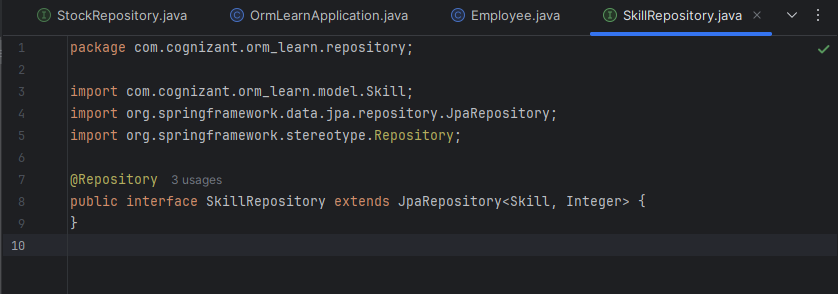 StockRepository.java OrmLearnApplication.java Employee.java SkillRepository.java
1 package com.cognizant.orm_learn.repository;
2
3 import com.cognizant.orm_learn.model.Skill;
4 import org.springframework.data.jpa.repository.JpaRepository;
5 import org.springframework.stereotype.Repository;
6
7 @Repository 3 usages
8 public interface SkillRepository extends JpaRepository<Skill, Integer> {
9 }
10